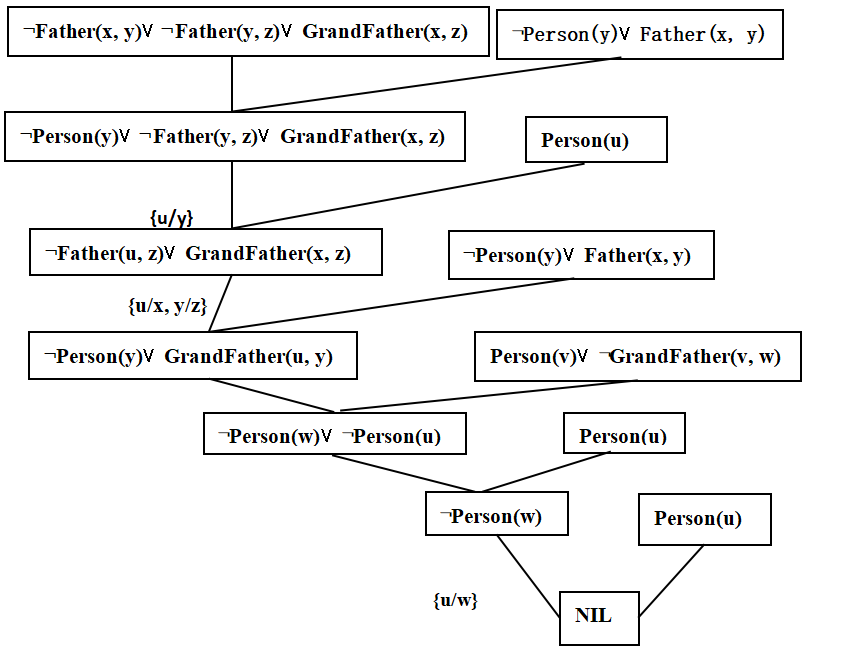 ¬Father(x, y)∨ ¬Father(y, z)∨ GrandFather(x, z)
¬Person(y)∨ Father(x, y)
¬Person(y)∨ ¬Father(y, z)∨ GrandFather(x, z)
Person(u)
{u/y}
¬Father(u, z)∨ GrandFather(x, z)
¬Person(y)∨ Father(x, y)
{u/x, y/z}
¬Person(y)∨ GrandFather(u, y)
Person(v)∨ ¬GrandFather(v, w)
¬Person(w)∨ ¬Person(u)
Person(u)
¬Person(w)
Person(u)
{u/w}
NIL